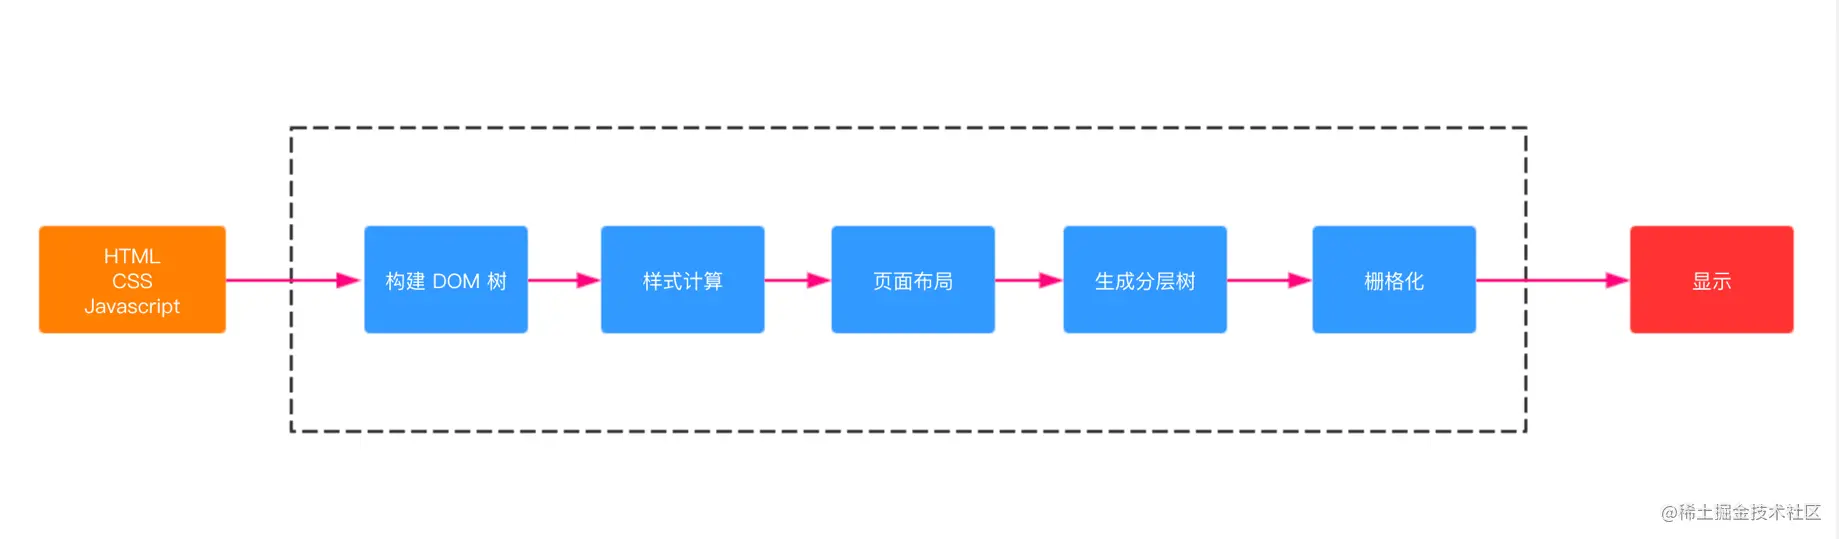 HTML
CSS
Javascript
构建 DOM 树
样式计算
页面布局
生成分层树
栅格化
显示
@稀土掘金技术社区